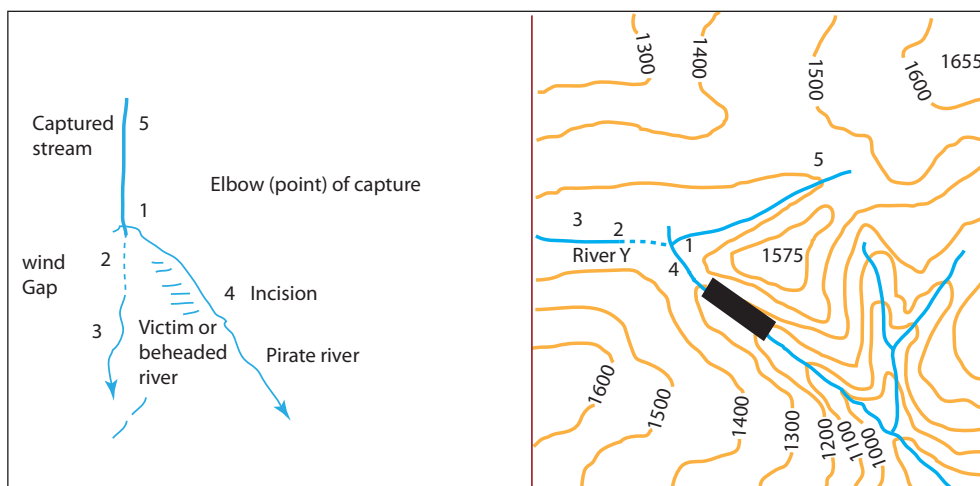 5
Captured
stream
Elbow (point) of capture
1
wind
Gap
2
4 Incision
3
Victim or
beheaded
river
Pirate river
1300
1400
1500
1600
1655
5
3
2
1
River Y
4
1575
1600
1500
1400
1300
1200
1100
1000